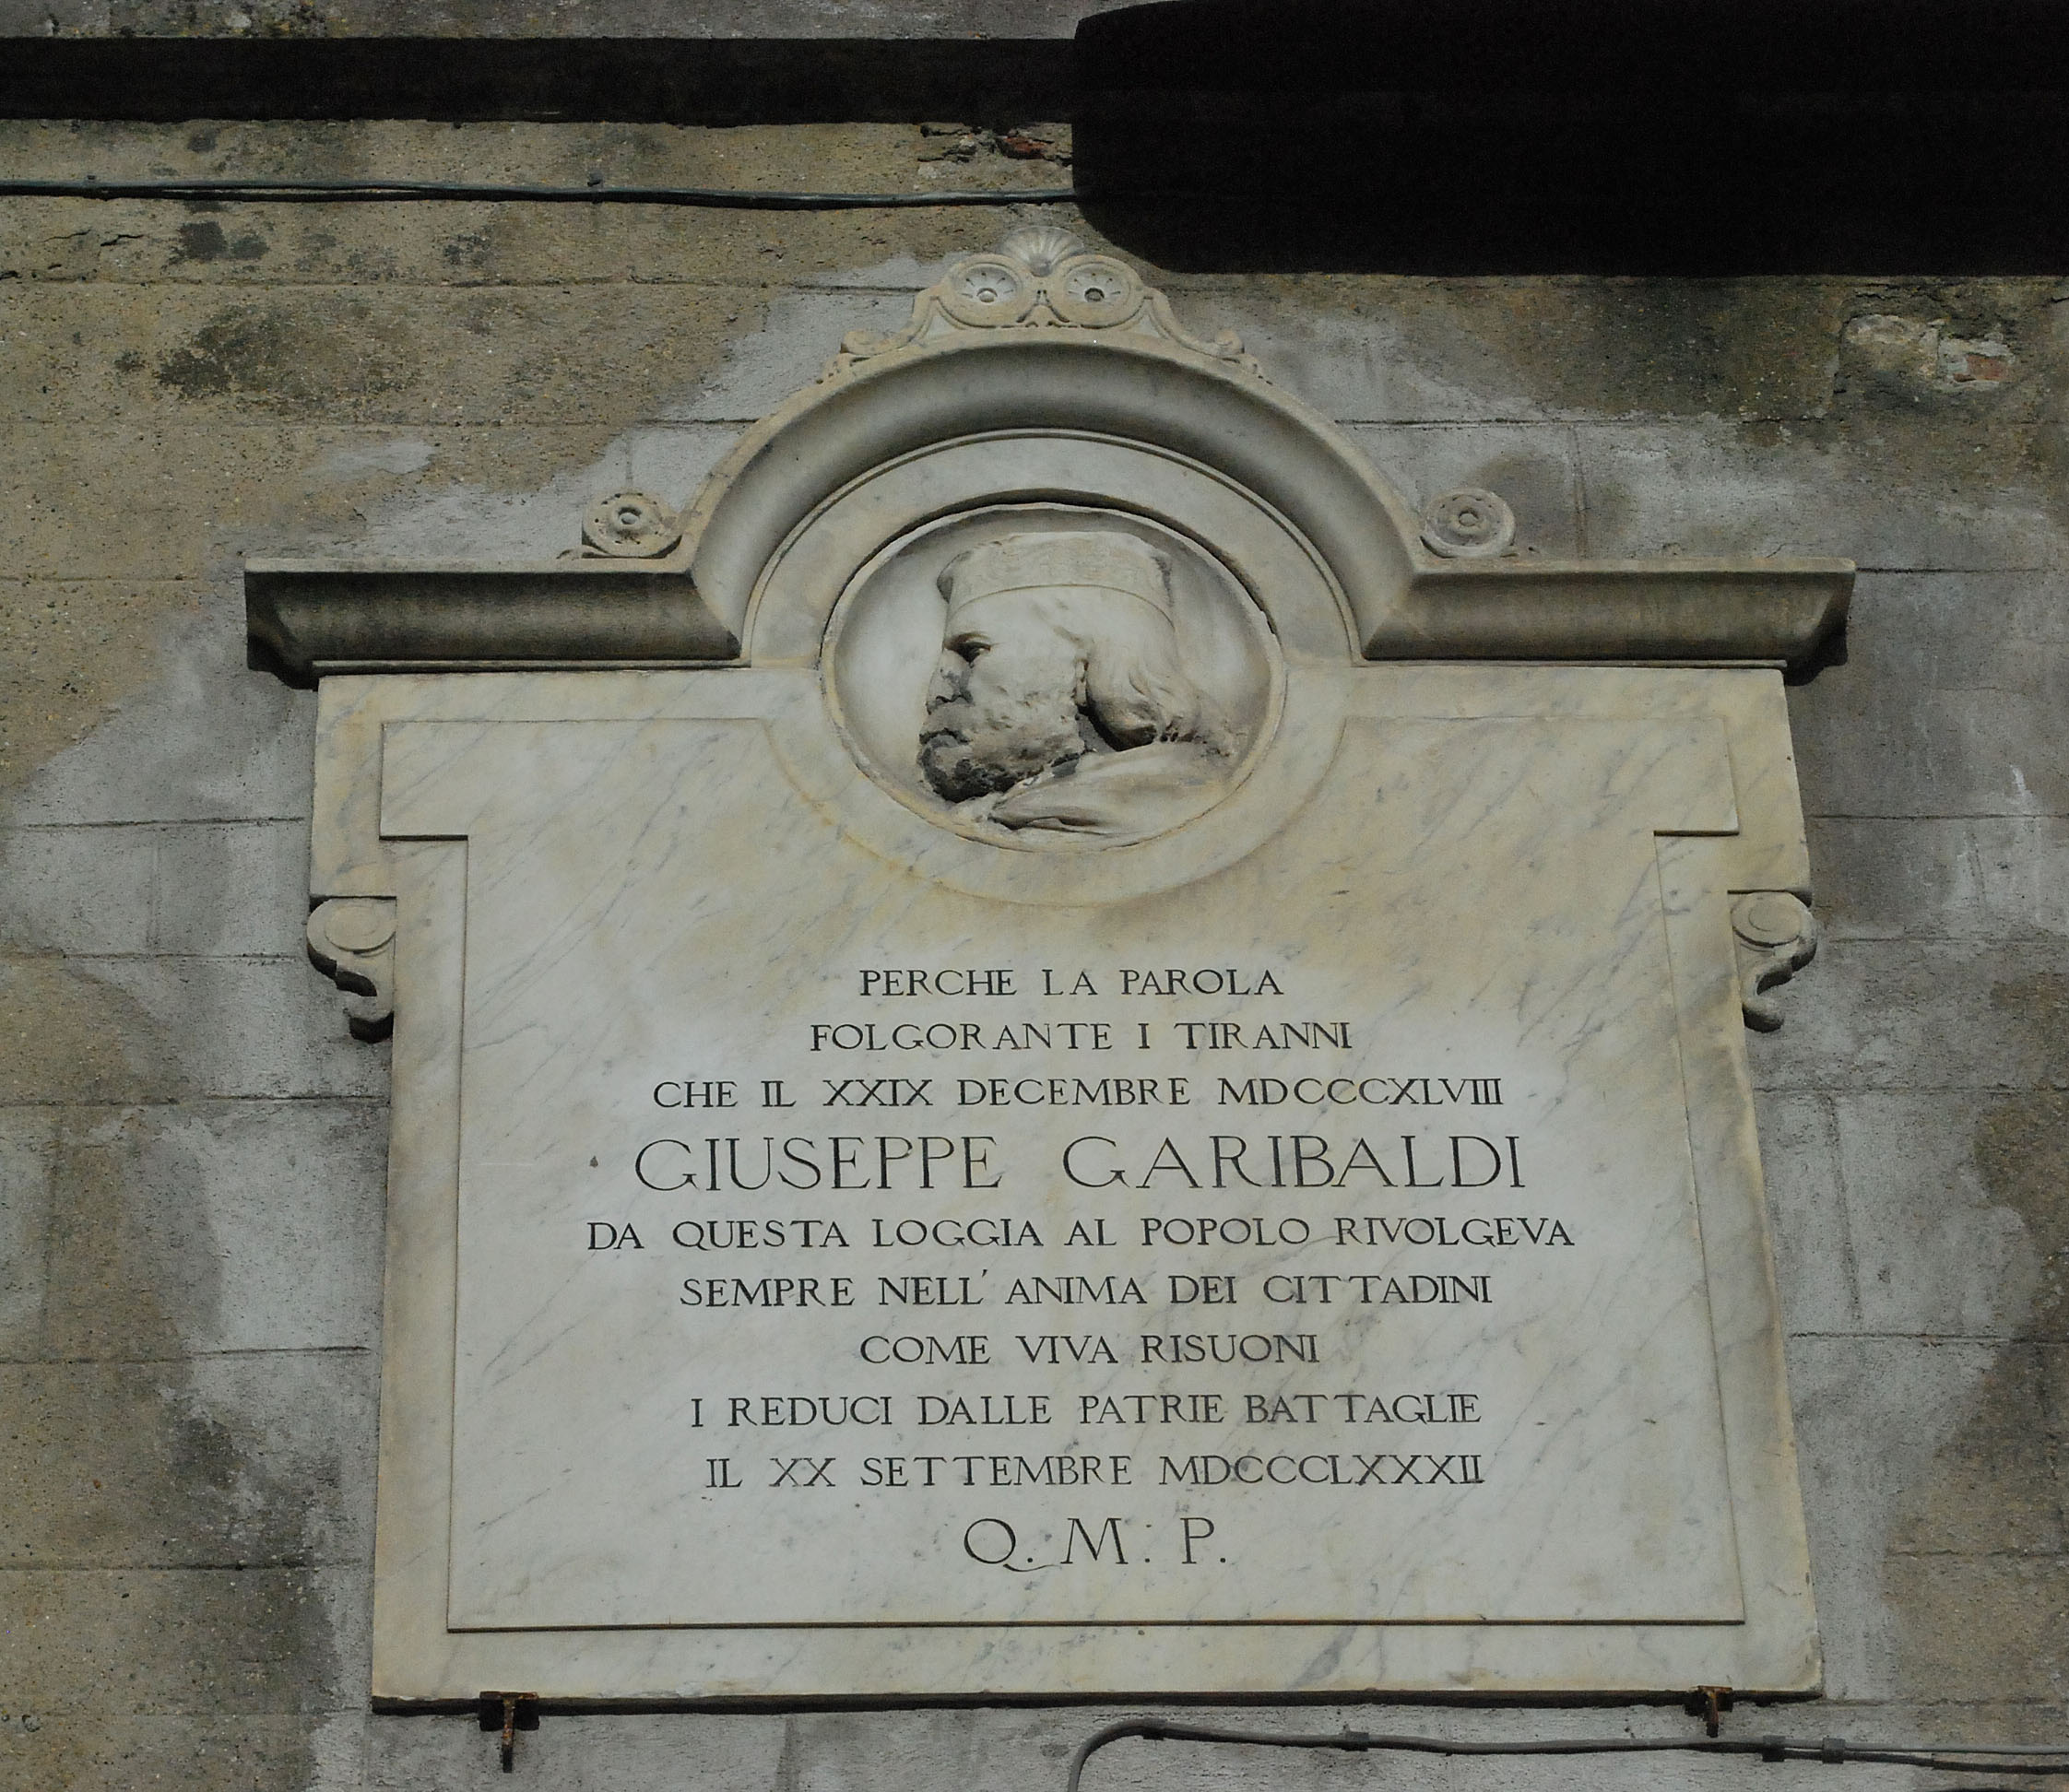 PERCHE LA PAROLA
FOLGORANTE I TIRANNI
CHE IL XXIX DECEMBRE MDCCCXLVIII
GIUSEPPE GARIBALDI
DA QUESTA LOGGIA AL POPOLO RIVOLGEVA
SEMPRE NELL' ANIMA DEI CITTADINI
COME VIVA RISUONI
I REDUCI DALLE PATRIE BATTAGLIE
IL XX SETTEMBRE MDCCCLXXXII
Q. M. P.